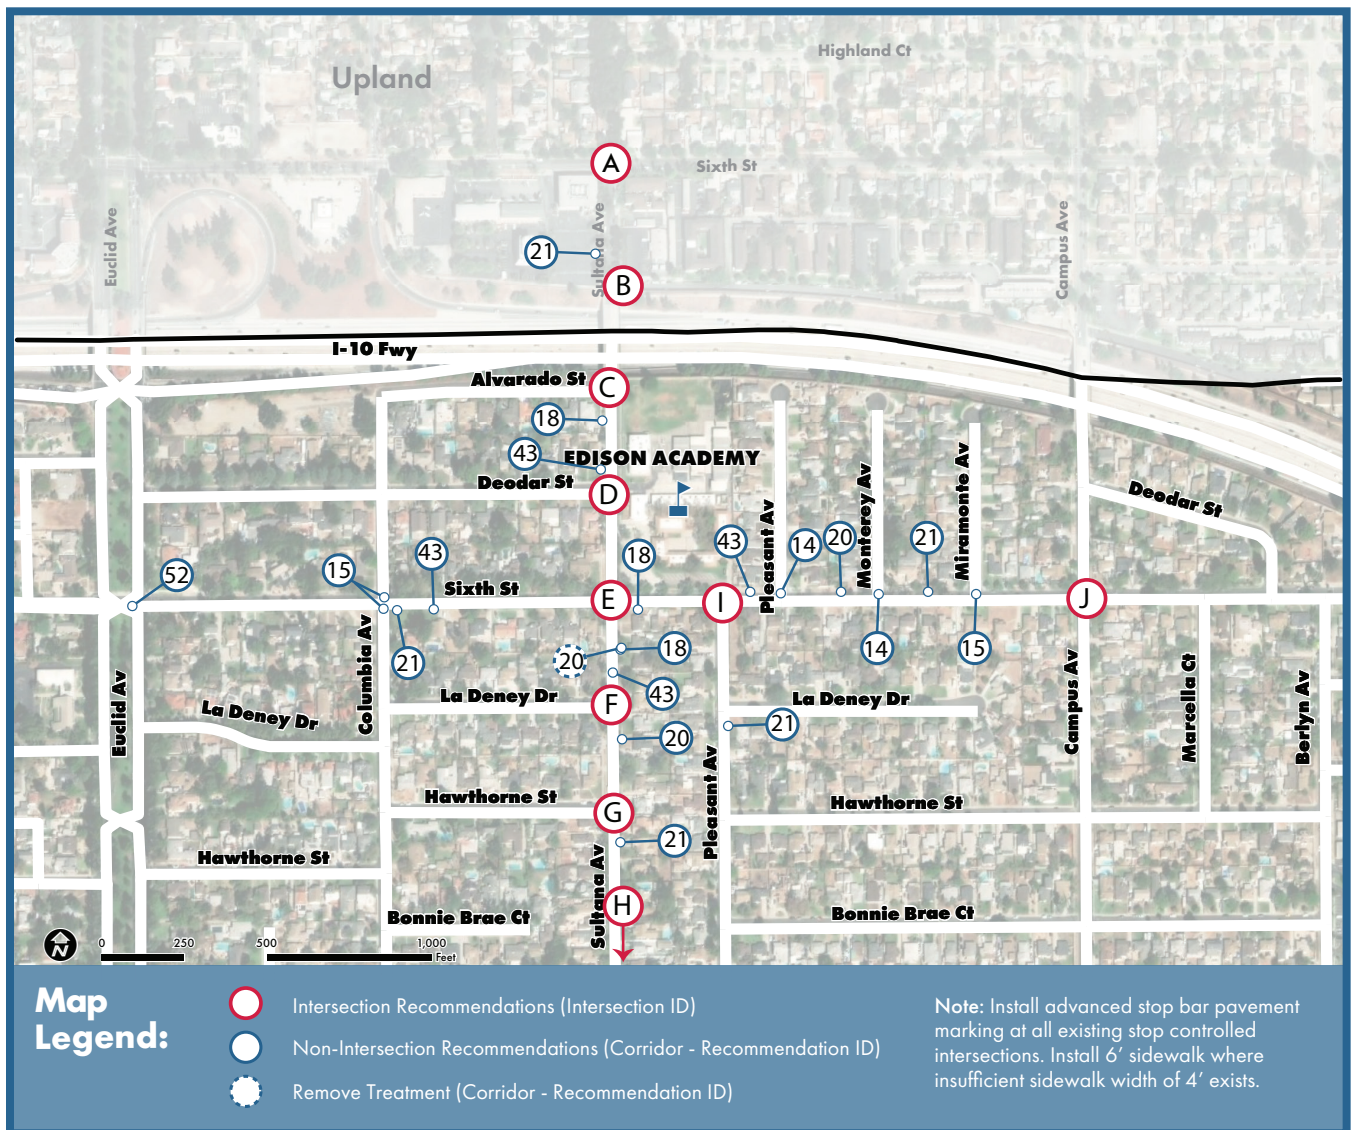 Highland Ct
Upland
A
Sixth St
Euclid Ave
Sultana Ave
Campus Ave
21
B
I-10 Fwy
Alvarado St
C
18
43
EDISON ACADEMY
Deodar St
D
Deodar St
Pleasant Av
Monterey Av
Miramonte Av
52
15
43
18
43
14
20
21
Sixth St
E
I
J
21
Columbia Av
20
18
14
15
43
La Deney Dr
F
La Deney Dr
La Deney Dr
Euclid Av
21
20
Campus Av
Marcella Ct
Berlyn Av
Pleasant Av
Hawthorne St
G
Hawthorne St
21
Hawthorne St
Sultana Av
H
Bonnie Brae Ct
Bonnie Brae Ct
N
0 250 500 1,000
Feet
Map
Legend:
Intersection Recommendations (Intersection ID)
Non-Intersection Recommendations (Corridor - Recommendation ID)
Remove Treatment (Corridor - Recommendation ID)
Note: Install advanced stop bar pavement
marking at all existing stop controlled
intersections. Install 6’ sidewalk where
insufficient sidewalk width of 4’ exists.